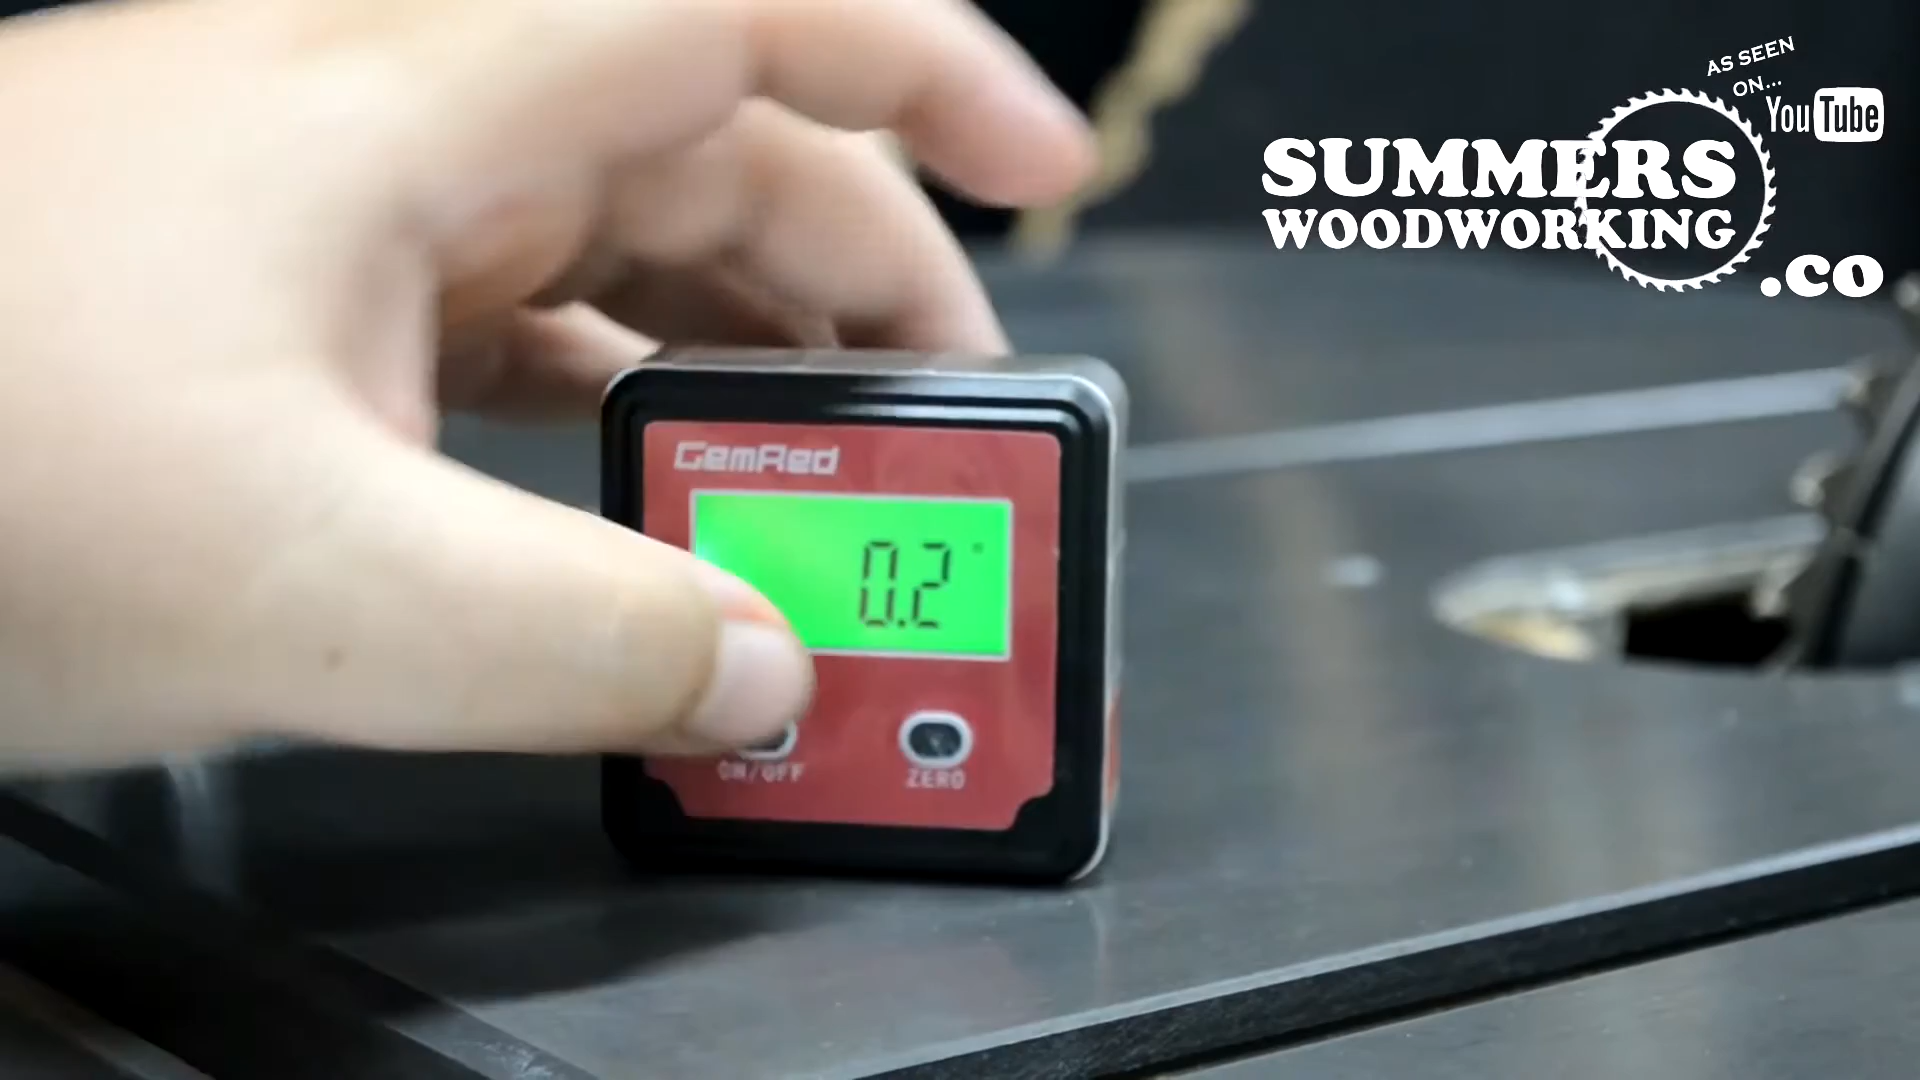 AS SEEN
ON...
YouTube
SUMMERS
WOODWORKING
.co
GemRed
0.2°
ON/OFF
ZERO